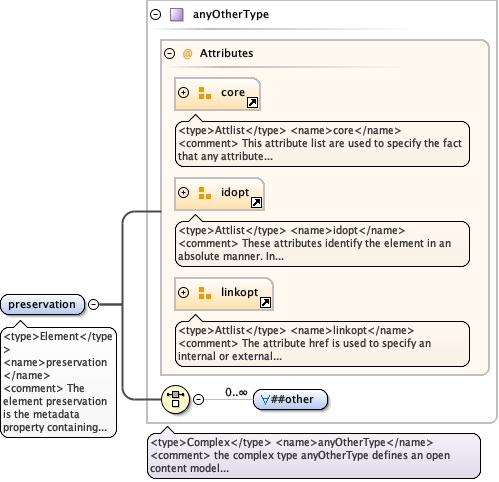 anyOtherType
@ Attributes
core
<type>Attlist</type> <name>core</name>
<comment> This attribute list are used to specify the fact
that any attribute...
idopt
<type>Attlist</type> <name>idopt</name>
<comment> These attributes identify the element in an
absolute manner. In...
linkopt
<type>Attlist</type> <name>linkopt</name>
<comment> The attribute href is used to specify an
internal or external...
preservation
<type>Element</type
>
<name>preservation
</name>
<comment> The
element preservation
is the metadata
property containing...
0..∞
∀##other
<type>Complex</type> <name>anyOtherType</name>
<comment> the complex type anyOtherType defines an open
content model...